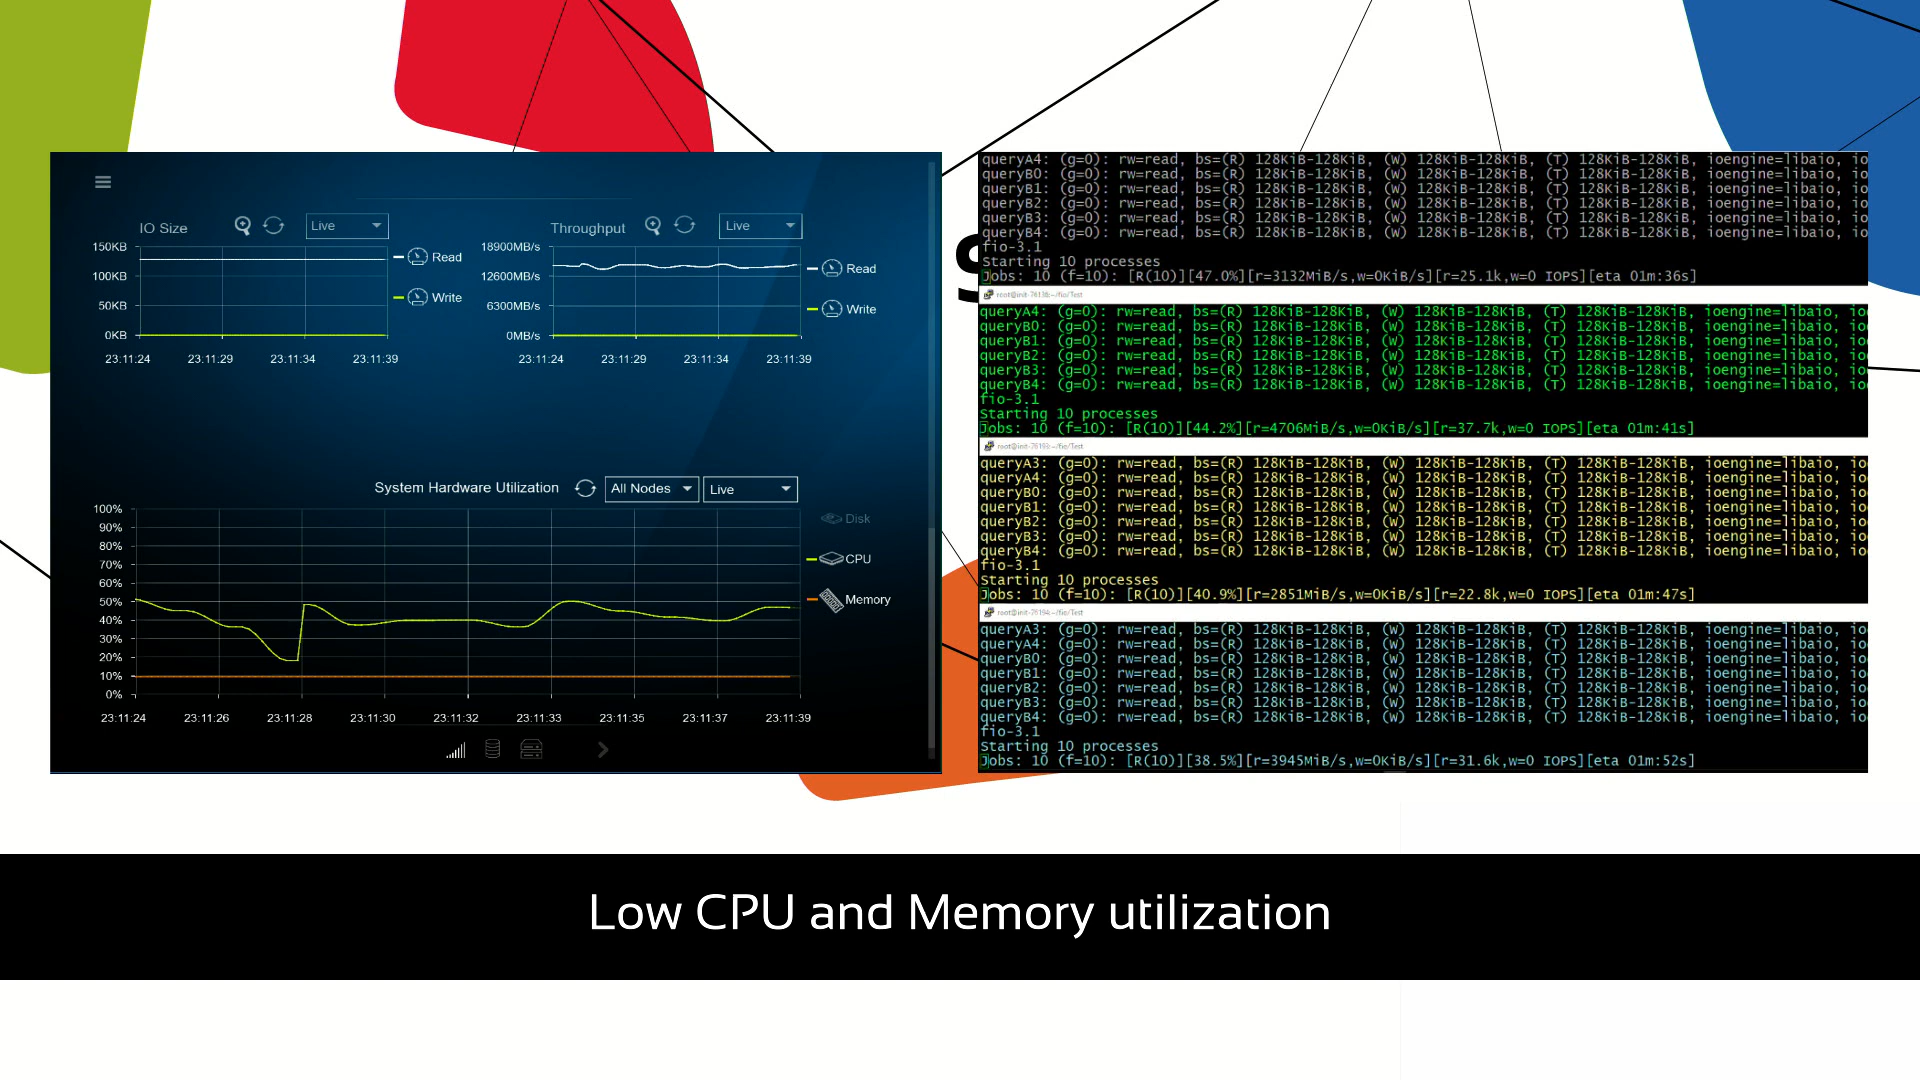 IO Size
Live
150KB
100KB
50KB
0KB
23:11:24 23:11:29 23:11:34 23:11:39
Read
Write
Throughput
Live
18900MB/s
12600MB/s
6300MB/s
0MB/s
23:11:24 23:11:29 23:11:34 23:11:39
Read
Write
System Hardware Utilization
All Nodes
Live
100%
90%
80%
70%
60%
50%
40%
30%
20%
10%
0%
23:11:24 23:11:26 23:11:28 23:11:30 23:11:32 23:11:33 23:11:35 23:11:37 23:11:39
Disk
CPU
Memory
S
queryA4: (g=0): rw=read, bs=(R) 128KiB-128KiB, (W) 128KiB-128KiB, (T) 128KiB-128KiB, ioengine=libaio, io
queryB0: (g=0): rw=read, bs=(R) 128KiB-128KiB, (W) 128KiB-128KiB, (T) 128KiB-128KiB, ioengine=libaio, io
queryB1: (g=0): rw=read, bs=(R) 128KiB-128KiB, (W) 128KiB-128KiB, (T) 128KiB-128KiB, ioengine=libaio, io
queryB2: (g=0): rw=read, bs=(R) 128KiB-128KiB, (W) 128KiB-128KiB, (T) 128KiB-128KiB, ioengine=libaio, io
queryB3: (g=0): rw=read, bs=(R) 128KiB-128KiB, (W) 128KiB-128KiB, (T) 128KiB-128KiB, ioengine=libaio, io
queryB4: (g=0): rw=read, bs=(R) 128KiB-128KiB, (W) 128KiB-128KiB, (T) 128KiB-128KiB, ioengine=libaio, io
fio-3.1
Starting 10 processes
Jobs: 10 (f=10): [R(10)][47.0%][r=3132MiB/s,w=0KiB/s][r=25.1k,w=0 IOPS][eta 01m:36s]
queryA4: (g=0): rw=read, bs=(R) 128KiB-128KiB, (W) 128KiB-128KiB, (T) 128KiB-128KiB, ioengine=libaio, io
queryB0: (g=0): rw=read, bs=(R) 128KiB-128KiB, (W) 128KiB-128KiB, (T) 128KiB-128KiB, ioengine=libaio, io
queryB1: (g=0): rw=read, bs=(R) 128KiB-128KiB, (W) 128KiB-128KiB, (T) 128KiB-128KiB, ioengine=libaio, io
queryB2: (g=0): rw=read, bs=(R) 128KiB-128KiB, (W) 128KiB-128KiB, (T) 128KiB-128KiB, ioengine=libaio, io
queryB3: (g=0): rw=read, bs=(R) 128KiB-128KiB, (W) 128KiB-128KiB, (T) 128KiB-128KiB, ioengine=libaio, io
queryB4: (g=0): rw=read, bs=(R) 128KiB-128KiB, (W) 128KiB-128KiB, (T) 128KiB-128KiB, ioengine=libaio, io
fio-3.1
Starting 10 processes
Jobs: 10 (f=10): [R(10)][44.2%][r=4706MiB/s,w=0KiB/s][r=37.7k,w=0 IOPS][eta 01m:41s]
queryA3: (g=0): rw=read, bs=(R) 128KiB-128KiB, (W) 128KiB-128KiB, (T) 128KiB-128KiB, ioengine=libaio, io
queryA4: (g=0): rw=read, bs=(R) 128KiB-128KiB, (W) 128KiB-128KiB, (T) 128KiB-128KiB, ioengine=libaio, io
queryB0: (g=0): rw=read, bs=(R) 128KiB-128KiB, (W) 128KiB-128KiB, (T) 128KiB-128KiB, ioengine=libaio, io
queryB1: (g=0): rw=read, bs=(R) 128KiB-128KiB, (W) 128KiB-128KiB, (T) 128KiB-128KiB, ioengine=libaio, io
queryB2: (g=0): rw=read, bs=(R) 128KiB-128KiB, (W) 128KiB-128KiB, (T) 128KiB-128KiB, ioengine=libaio, io
queryB3: (g=0): rw=read, bs=(R) 128KiB-128KiB, (W) 128KiB-128KiB, (T) 128KiB-128KiB, ioengine=libaio, io
queryB4: (g=0): rw=read, bs=(R) 128KiB-128KiB, (W) 128KiB-128KiB, (T) 128KiB-128KiB, ioengine=libaio, io
fio-3.1
Starting 10 processes
Jobs: 10 (f=10): [R(10)][40.9%][r=2851MiB/s,w=0KiB/s][r=22.8k,w=0 IOPS][eta 01m:47s]
queryA3: (g=0): rw=read, bs=(R) 128KiB-128KiB, (W) 128KiB-128KiB, (T) 128KiB-128KiB, ioengine=libaio, io
queryA4: (g=0): rw=read, bs=(R) 128KiB-128KiB, (W) 128KiB-128KiB, (T) 128KiB-128KiB, ioengine=libaio, io
queryB0: (g=0): rw=read, bs=(R) 128KiB-128KiB, (W) 128KiB-128KiB, (T) 128KiB-128KiB, ioengine=libaio, io
queryB1: (g=0): rw=read, bs=(R) 128KiB-128KiB, (W) 128KiB-128KiB, (T) 128KiB-128KiB, ioengine=libaio, io
queryB2: (g=0): rw=read, bs=(R) 128KiB-128KiB, (W) 128KiB-128KiB, (T) 128KiB-128KiB, ioengine=libaio, io
queryB3: (g=0): rw=read, bs=(R) 128KiB-128KiB, (W) 128KiB-128KiB, (T) 128KiB-128KiB, ioengine=libaio, io
queryB4: (g=0): rw=read, bs=(R) 128KiB-128KiB, (W) 128KiB-128KiB, (T) 128KiB-128KiB, ioengine=libaio, io
fio-3.1
Starting 10 processes
Jobs: 10 (f=10): [R(10)][38.5%][r=3945MiB/s,w=0KiB/s][r=31.6k,w=0 IOPS][eta 01m:52s]
Low CPU and Memory utilization